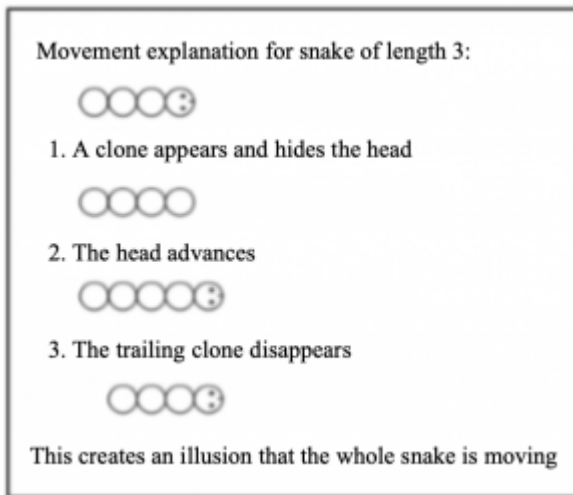 Movement explanation for snake of length 3:
1. A clone appears and hides the head
2. The head advances
3. The trailing clone disappears
This creates an illusion that the whole snake is moving